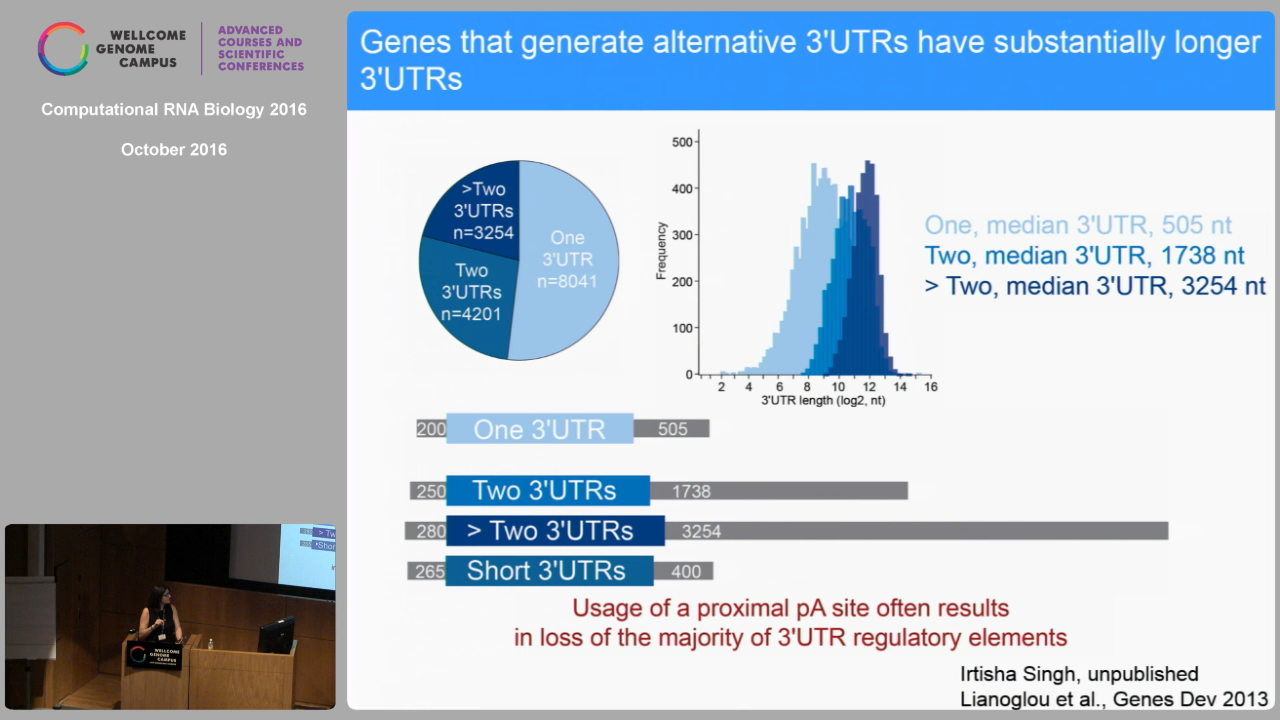 WELLCOME
GENOME
CAMPUS
ADVANCED
COURSES AND
SCIENTIFIC
CONFERENCES
Computational RNA Biology 2016
October 2016
Genes that generate alternative 3'UTRs have substantially longer
3'UTRs
>Two
3'UTRs
n=3254
One
3'UTR
n=8041
Two
3'UTRs
n=4201
Frequency
500
400
300
200
100
0
2 4 6 8 10 12 14 16
3'UTR length (log2, nt)
One, median 3'UTR, 505 nt
Two, median 3'UTR, 1738 nt
> Two, median 3'UTR, 3254 nt
200 One 3'UTR 505
250 Two 3'UTRs 1738
280 > Two 3'UTRs 3254
265 Short 3'UTRs 400
Usage of a proximal pA site often results
in loss of the majority of 3'UTR regulatory elements
Irtisha Singh, unpublished
Lianoglou et al., Genes Dev 2013
WELLCOME
GENOME
CAMPUS